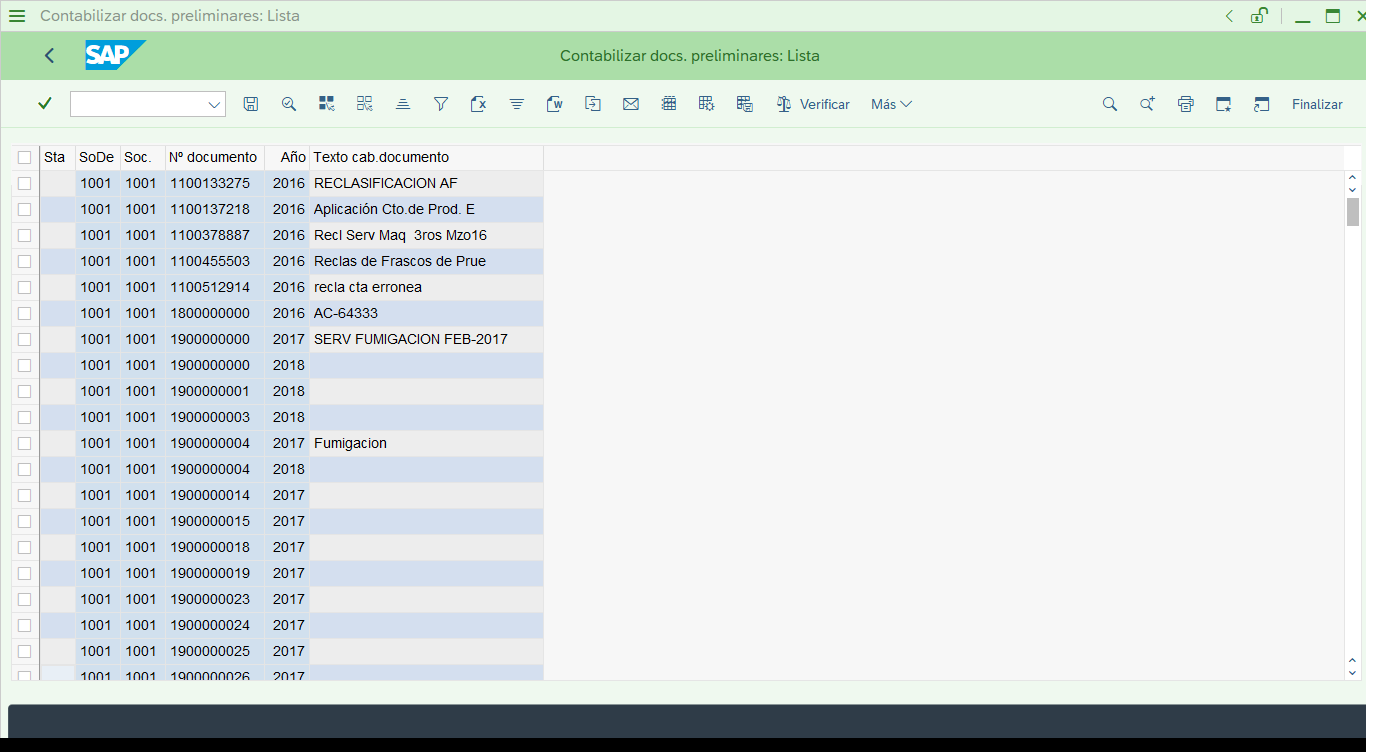 Contabilizar docs. preliminares: Lista
SAP Contabilizar docs. preliminares: Lista
Verificar Más Finalizar
Sta SoDe Soc. Nº documento Año Texto cab.documento
1001 1001 1100133275 2016 RECLASIFICACION AF
1001 1001 1100137218 2016 Aplicación Cto.de Prod. E
1001 1001 1100378887 2016 Recl Serv Maq  3ros Mzo16
1001 1001 1100455503 2016 Reclas de Frascos de Prue
1001 1001 1100512914 2016 recla cta erronea
1001 1001 1800000000 2016 AC-64333
1001 1001 1900000000 2017 SERV FUMIGACION FEB-2017
1001 1001 1900000000 2018
1001 1001 1900000001 2018
1001 1001 1900000003 2018
1001 1001 1900000004 2017 Fumigacion
1001 1001 1900000004 2018
1001 1001 1900000014 2017
1001 1001 1900000015 2017
1001 1001 1900000018 2017
1001 1001 1900000019 2017
1001 1001 1900000023 2017
1001 1001 1900000024 2017
1001 1001 1900000025 2017
1001 1001 1900000026 2017